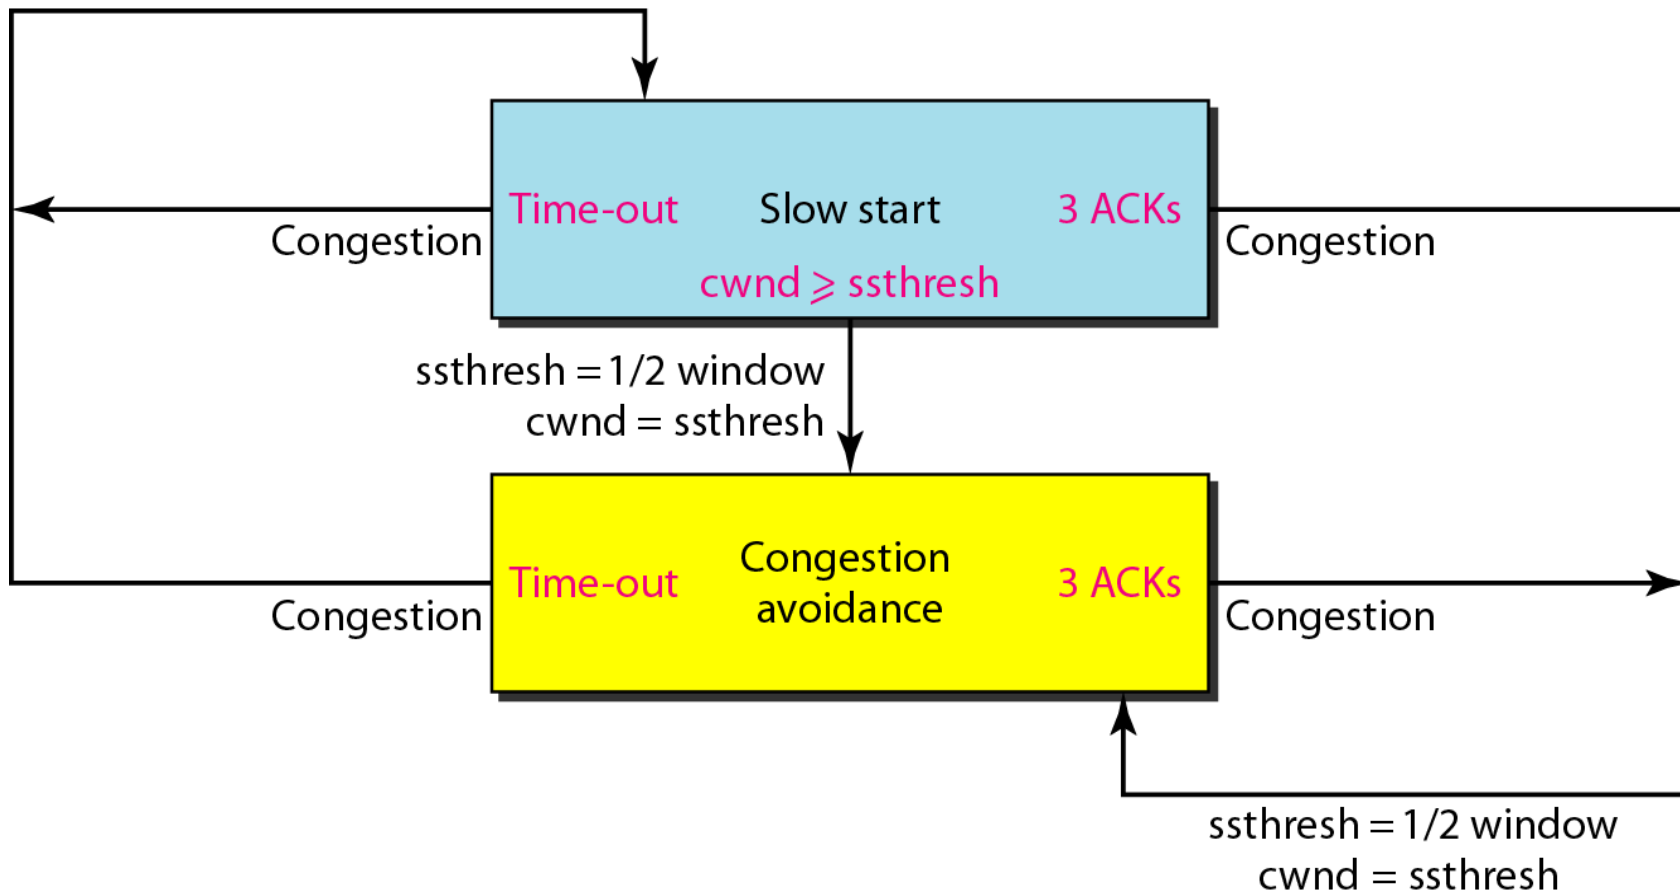 Time-out Slow start 3 ACKs
Congestion Congestion
cwnd ⩾ ssthresh
ssthresh = 1/2 window
cwnd = ssthresh
Congestion
avoidance
Time-out 3 ACKs
Congestion Congestion
ssthresh = 1/2 window
cwnd = ssthresh